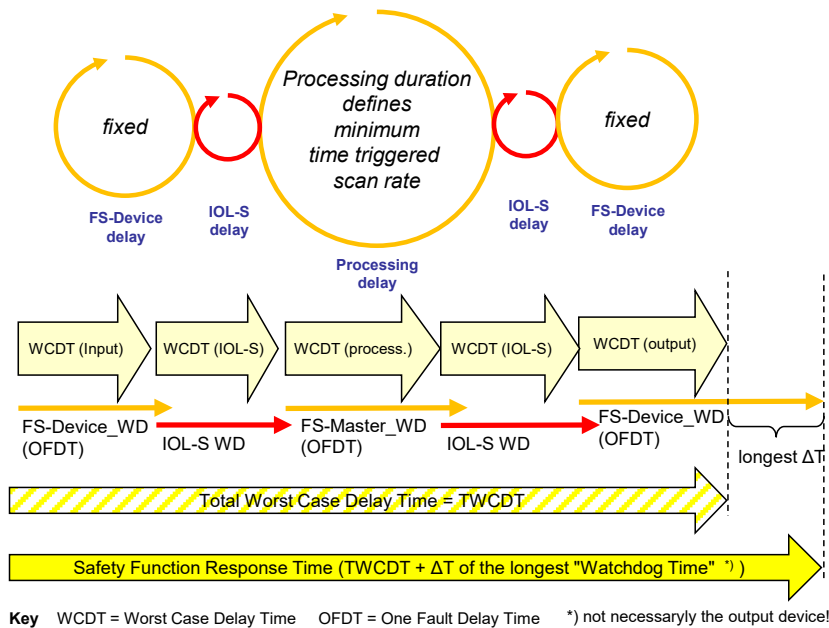 fixed
Processing duration
defines
minimum
time triggered
scan rate
fixed
FS-Device
delay
IOL-S
delay
Processing
delay
IOL-S
delay
FS-Device
delay
WCDT (Input)
WCDT (IOL-S)
WCDT (process.)
WCDT (IOL-S)
WCDT (output)
FS-Device_WD
(OFDT)
IOL-S WD
FS-Master_WD
(OFDT)
IOL-S WD
FS-Device_WD
(OFDT)
longest ΔT
Total Worst Case Delay Time = TWCDT
Safety Function Response Time (TWCDT + ΔT of the longest "Watchdog Time" *) )
Key WCDT = Worst Case Delay Time OFDT = One Fault Delay Time *) not necessaryly the output device!